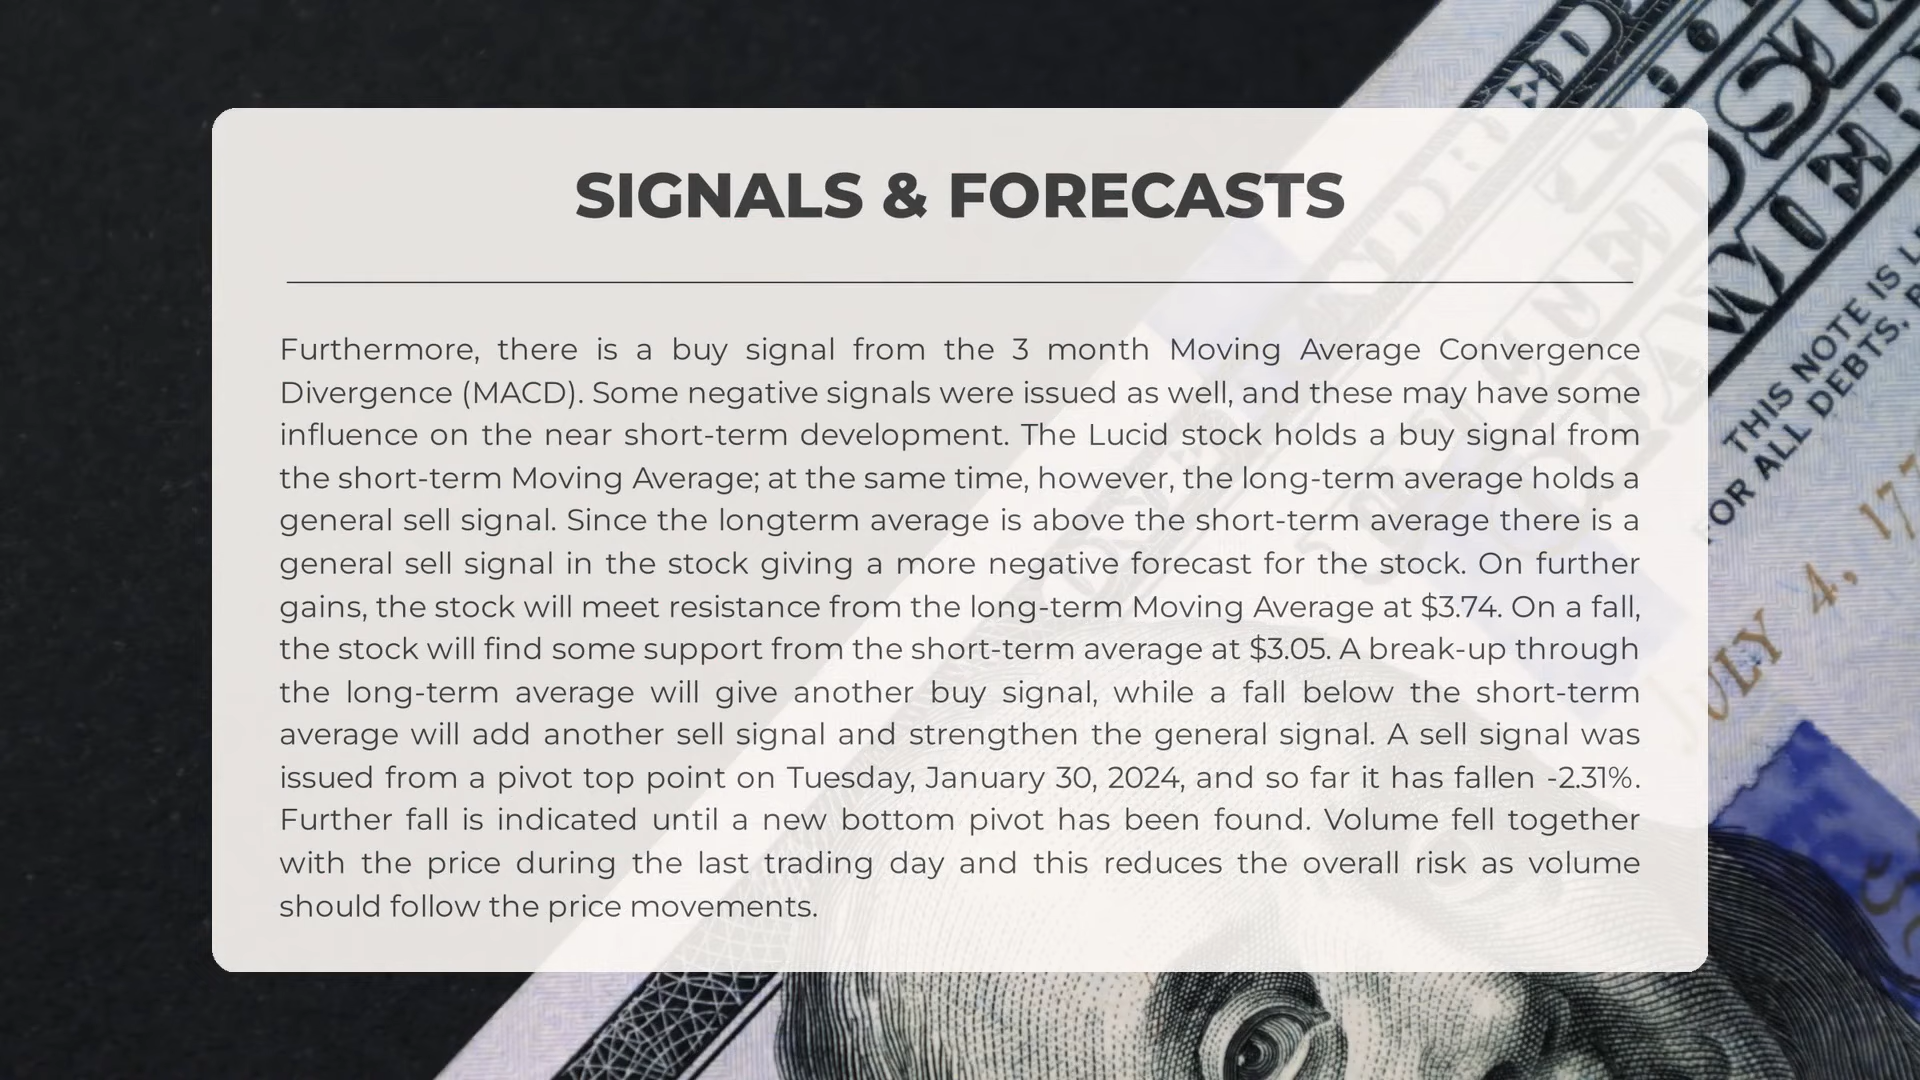 SIGNALS & FORECASTS
Furthermore, there is a buy signal from the 3 month Moving Average Convergence
Divergence (MACD). Some negative signals were issued as well, and these may have some
influence on the near short-term development. The Lucid stock holds a buy signal from
the short-term Moving Average; at the same time, however, the long-term average holds a
general sell signal. Since the longterm average is above the short-term average there is a
general sell signal in the stock giving a more negative forecast for the stock. On further
gains, the stock will meet resistance from the long-term Moving Average at $3.74. On a fall,
the stock will find some support from the short-term average at $3.05. A break-up through
the long-term average will give another buy signal, while a fall below the short-term
average will add another sell signal and strengthen the general signal. A sell signal was
issued from a pivot top point on Tuesday, January 30, 2024, and so far it has fallen -2.31%.
Further fall is indicated until a new bottom pivot has been found. Volume fell together
with the price during the last trading day and this reduces the overall risk as volume
should follow the price movements.
THIS NOTE IS
FOR ALL DEBTS,
JULY 4,